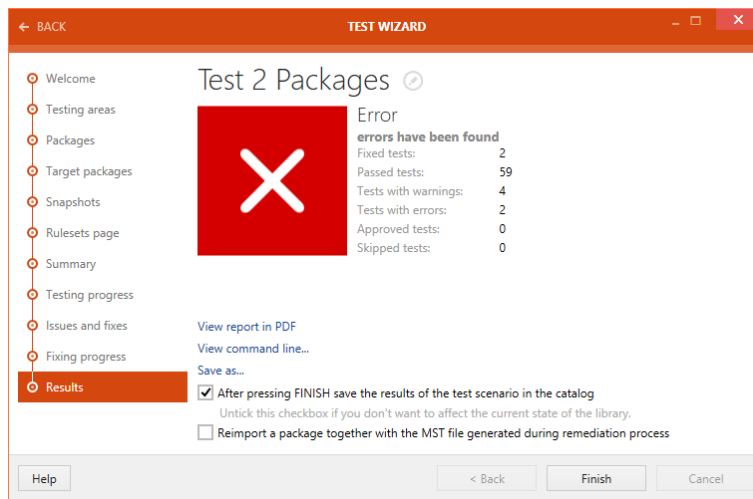 ← BACK TEST WIZARD
Welcome
Testing areas
Packages
Target packages
Snapshots
Rulesets page
Summary
Testing progress
Issues and fixes
Fixing progress
Results
Test 2 Packages
Error
errors have been found
Fixed tests: 2
Passed tests: 59
Tests with warnings: 4
Tests with errors: 2
Approved tests: 0
Skipped tests: 0
View report in PDF
View command line...
Save as...
After pressing FINISH save the results of the test scenario in the catalog
Untick this checkbox if you don't want to affect the current state of the library.
Reimport a package together with the MST file generated during remediation process
Help < Back Finish Cancel